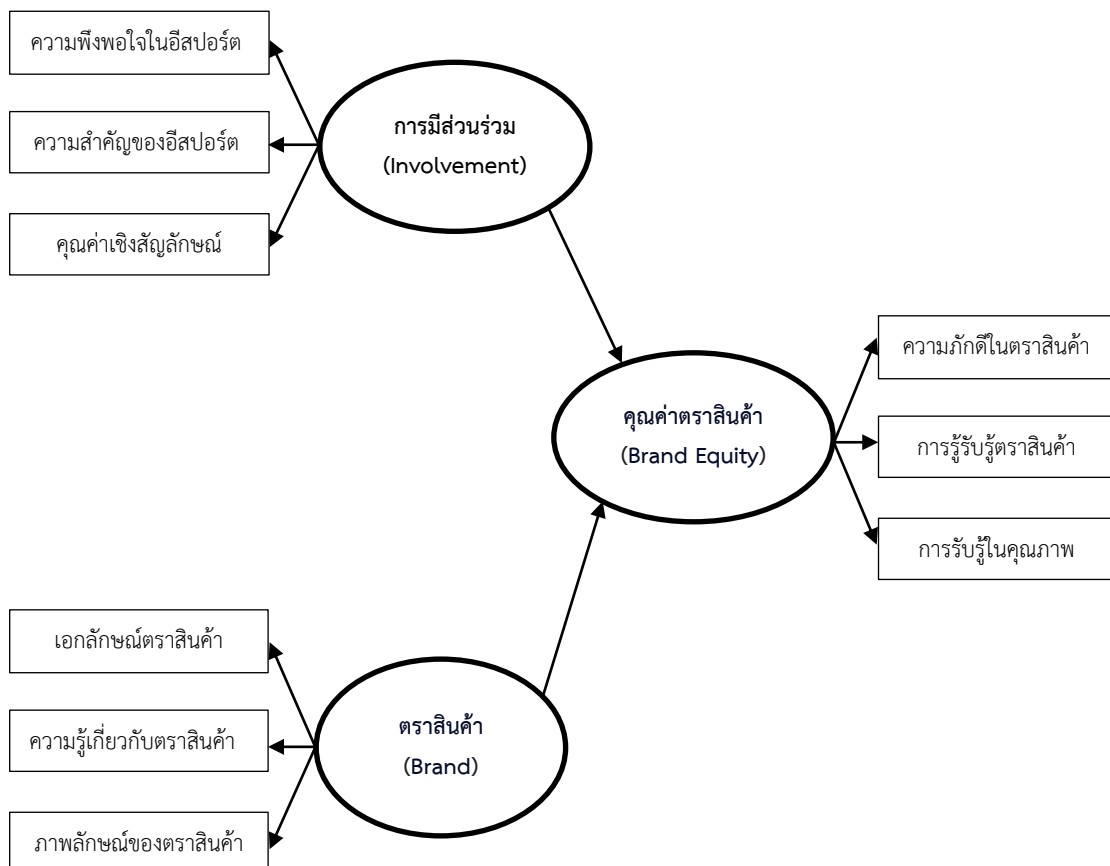 ความพึงพอใจในอีสปอร์ต
ความสำคัญของอีสปอร์ต
คุณค่าเชิงสัญลักษณ์
การมีส่วนร่วม
(Involvement)
คุณค่าตราสินค้า
(Brand Equity)
ความภักดีในตราสินค้า
การรู้รับรู้ตราสินค้า
การรับรู้ในคุณภาพ
เอกลักษณ์ตราสินค้า
ความรู้เกี่ยวกับตราสินค้า
ภาพลักษณ์ของตราสินค้า
ตราสินค้า
(Brand)